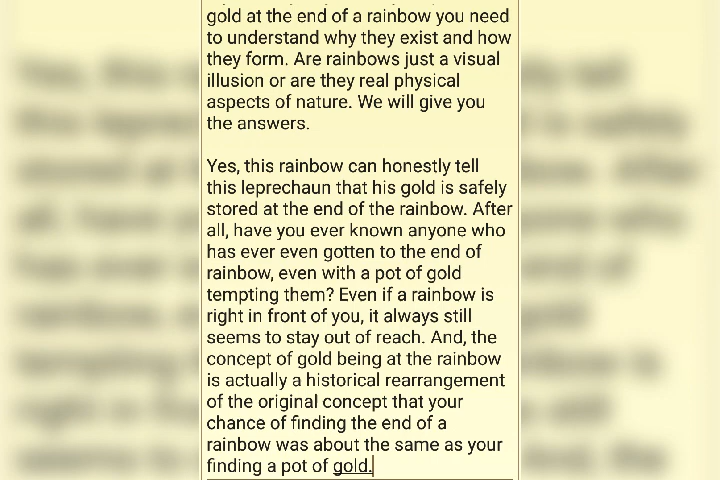 gold at the end of a rainbow you need
to understand why they exist and how
they form. Are rainbows just a visual
illusion or are they real physical
aspects of nature. We will give you
the answers.
Yes, this rainbow can honestly tell
this leprechaun that his gold is safely
stored at the end of the rainbow. After
all, have you ever known anyone who
has ever even gotten to the end of
rainbow, even with a pot of gold
tempting them? Even if a rainbow is
right in front of you, it always still
seems to stay out of reach. And, the
concept of gold being at the rainbow
is actually a historical rearrangement
of the original concept that your
chance of finding the end of a
rainbow was about the same as your
finding a pot of gold.